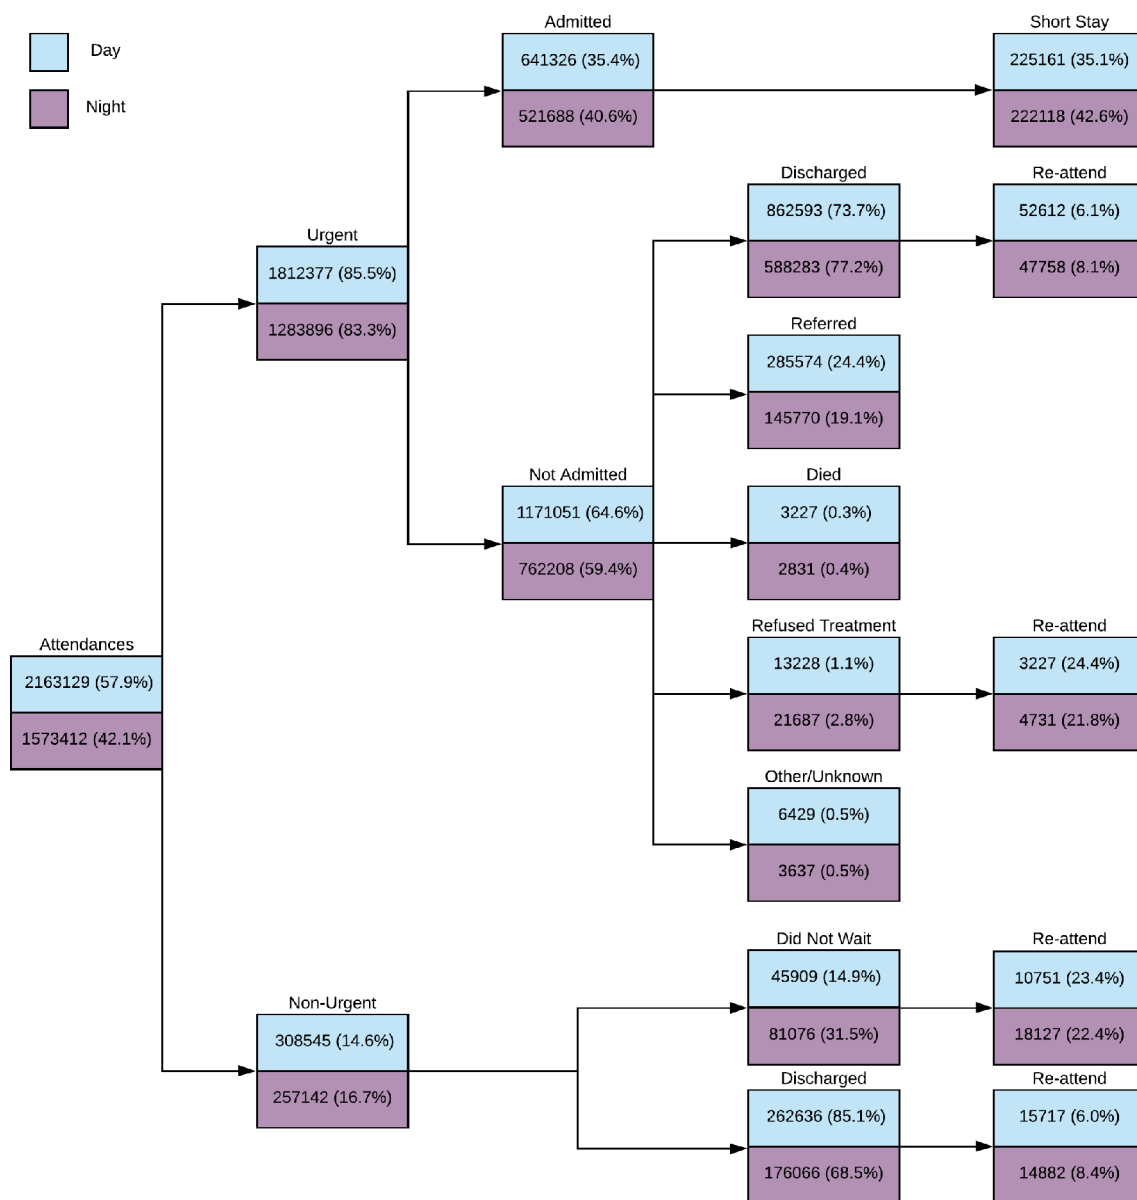 Day
Night
Admitted
641326 (35.4%)
521688 (40.6%)
Short Stay
225161 (35.1%)
222118 (42.6%)
Discharged
862593 (73.7%)
588283 (77.2%)
Re-attend
52612 (6.1%)
47758 (8.1%)
Urgent
1812377 (85.5%)
1283896 (83.3%)
Referred
285574 (24.4%)
145770 (19.1%)
Not Admitted
1171051 (64.6%)
762208 (59.4%)
Died
3227 (0.3%)
2831 (0.4%)
Attendances
2163129 (57.9%)
1573412 (42.1%)
Refused Treatment
13228 (1.1%)
21687 (2.8%)
Re-attend
3227 (24.4%)
4731 (21.8%)
Other/Unknown
6429 (0.5%)
3637 (0.5%)
Did Not Wait
45909 (14.9%)
81076 (31.5%)
Re-attend
10751 (23.4%)
18127 (22.4%)
Non-Urgent
308545 (14.6%)
257142 (16.7%)
Discharged
262636 (85.1%)
176066 (68.5%)
Re-attend
15717 (6.0%)
14882 (8.4%)